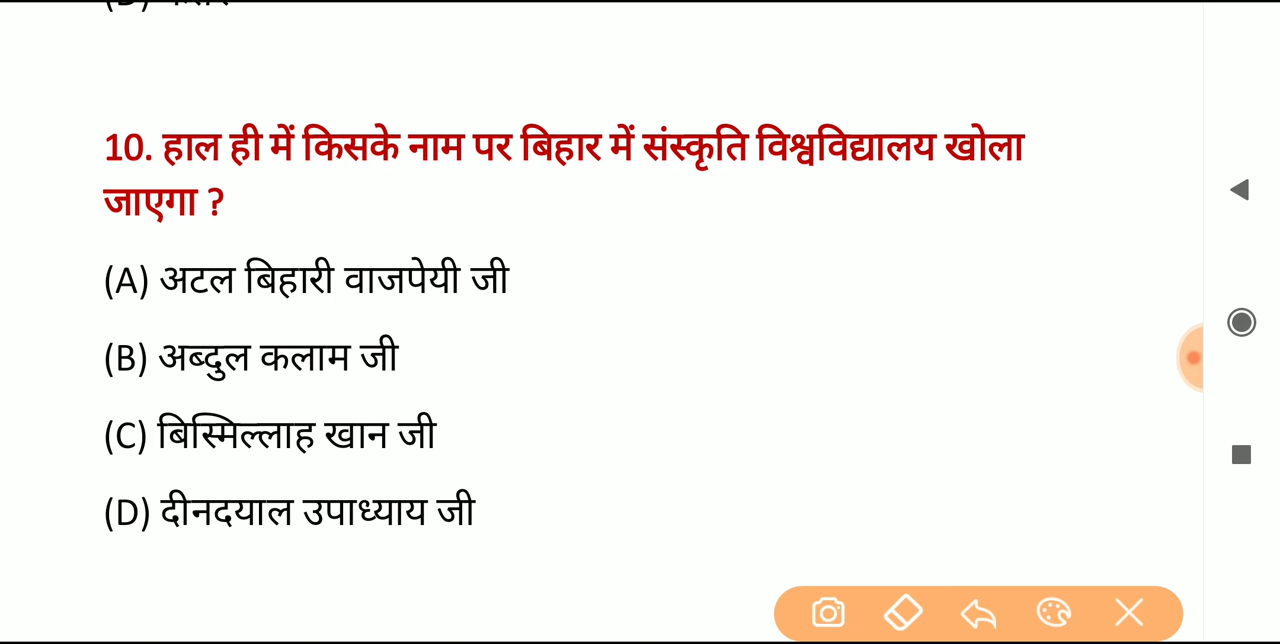 10. हाल ही में किसके नाम पर बिहार में संस्कृति विश्वविद्यालय खोला
जाएगा ?
(A) अटल बिहारी वाजपेयी जी
(B) अब्दुल कलाम जी
(C) बिस्मिल्लाह खान जी
(D) दीनदयाल उपाध्याय जी